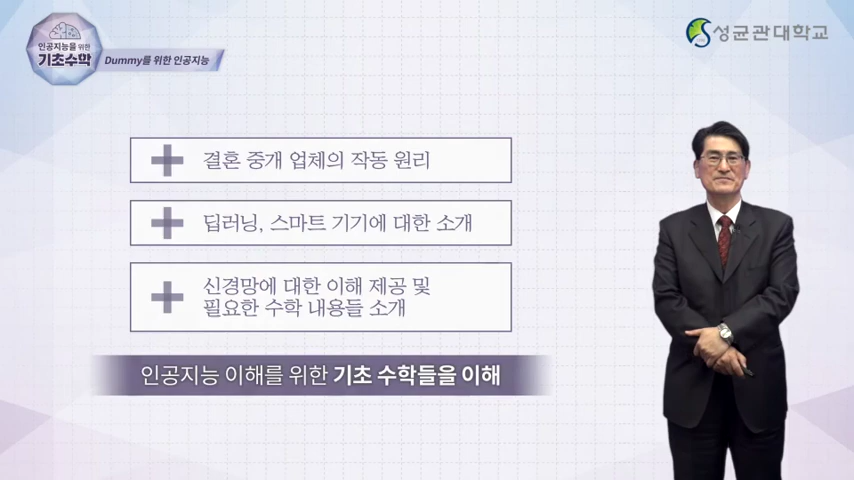 인공지능을 위한
기초수학
Dummy를 위한 인공지능
성균관대학교
결혼 중개 업체의 작동 원리
딥러닝, 스마트 기기에 대한 소개
신경망에 대한 이해 제공 및
필요한 수학 내용들 소개
인공지능 이해를 위한 기초 수학들을 이해